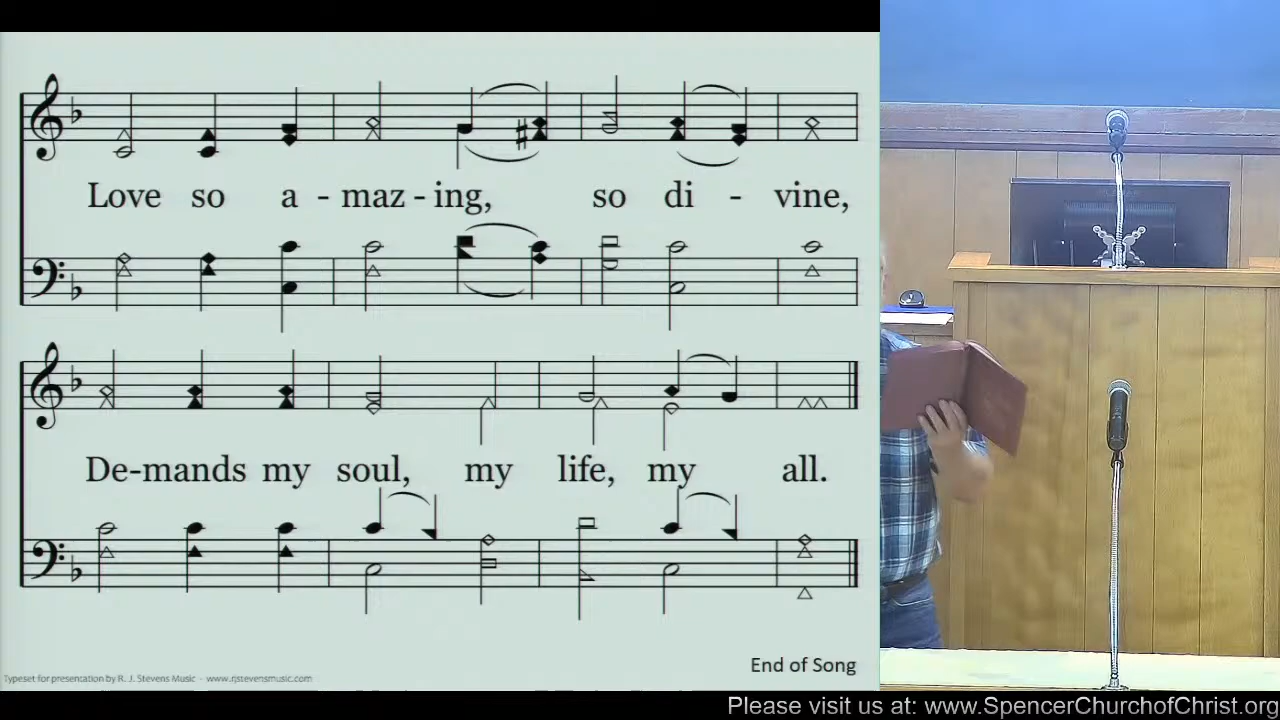 Love so a - maz - ing, so di - vine,
De-mands my soul, my life, my all.
End of Song
Typeset for presentation by R. J. Stevens Music - www.rjstevensmusic.com
Please visit us at: www.SpencerChurchofChrist.org